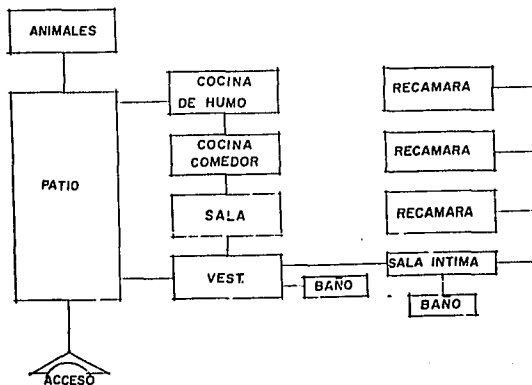 ANIMALES
COCINA
DE HUMO
RECAMARA
COCINA
COMEDOR
RECAMARA
PATIO
SALA
RECAMARA
VEST.
SALA INTIMA
BAÑO
BAÑO
ACCESO